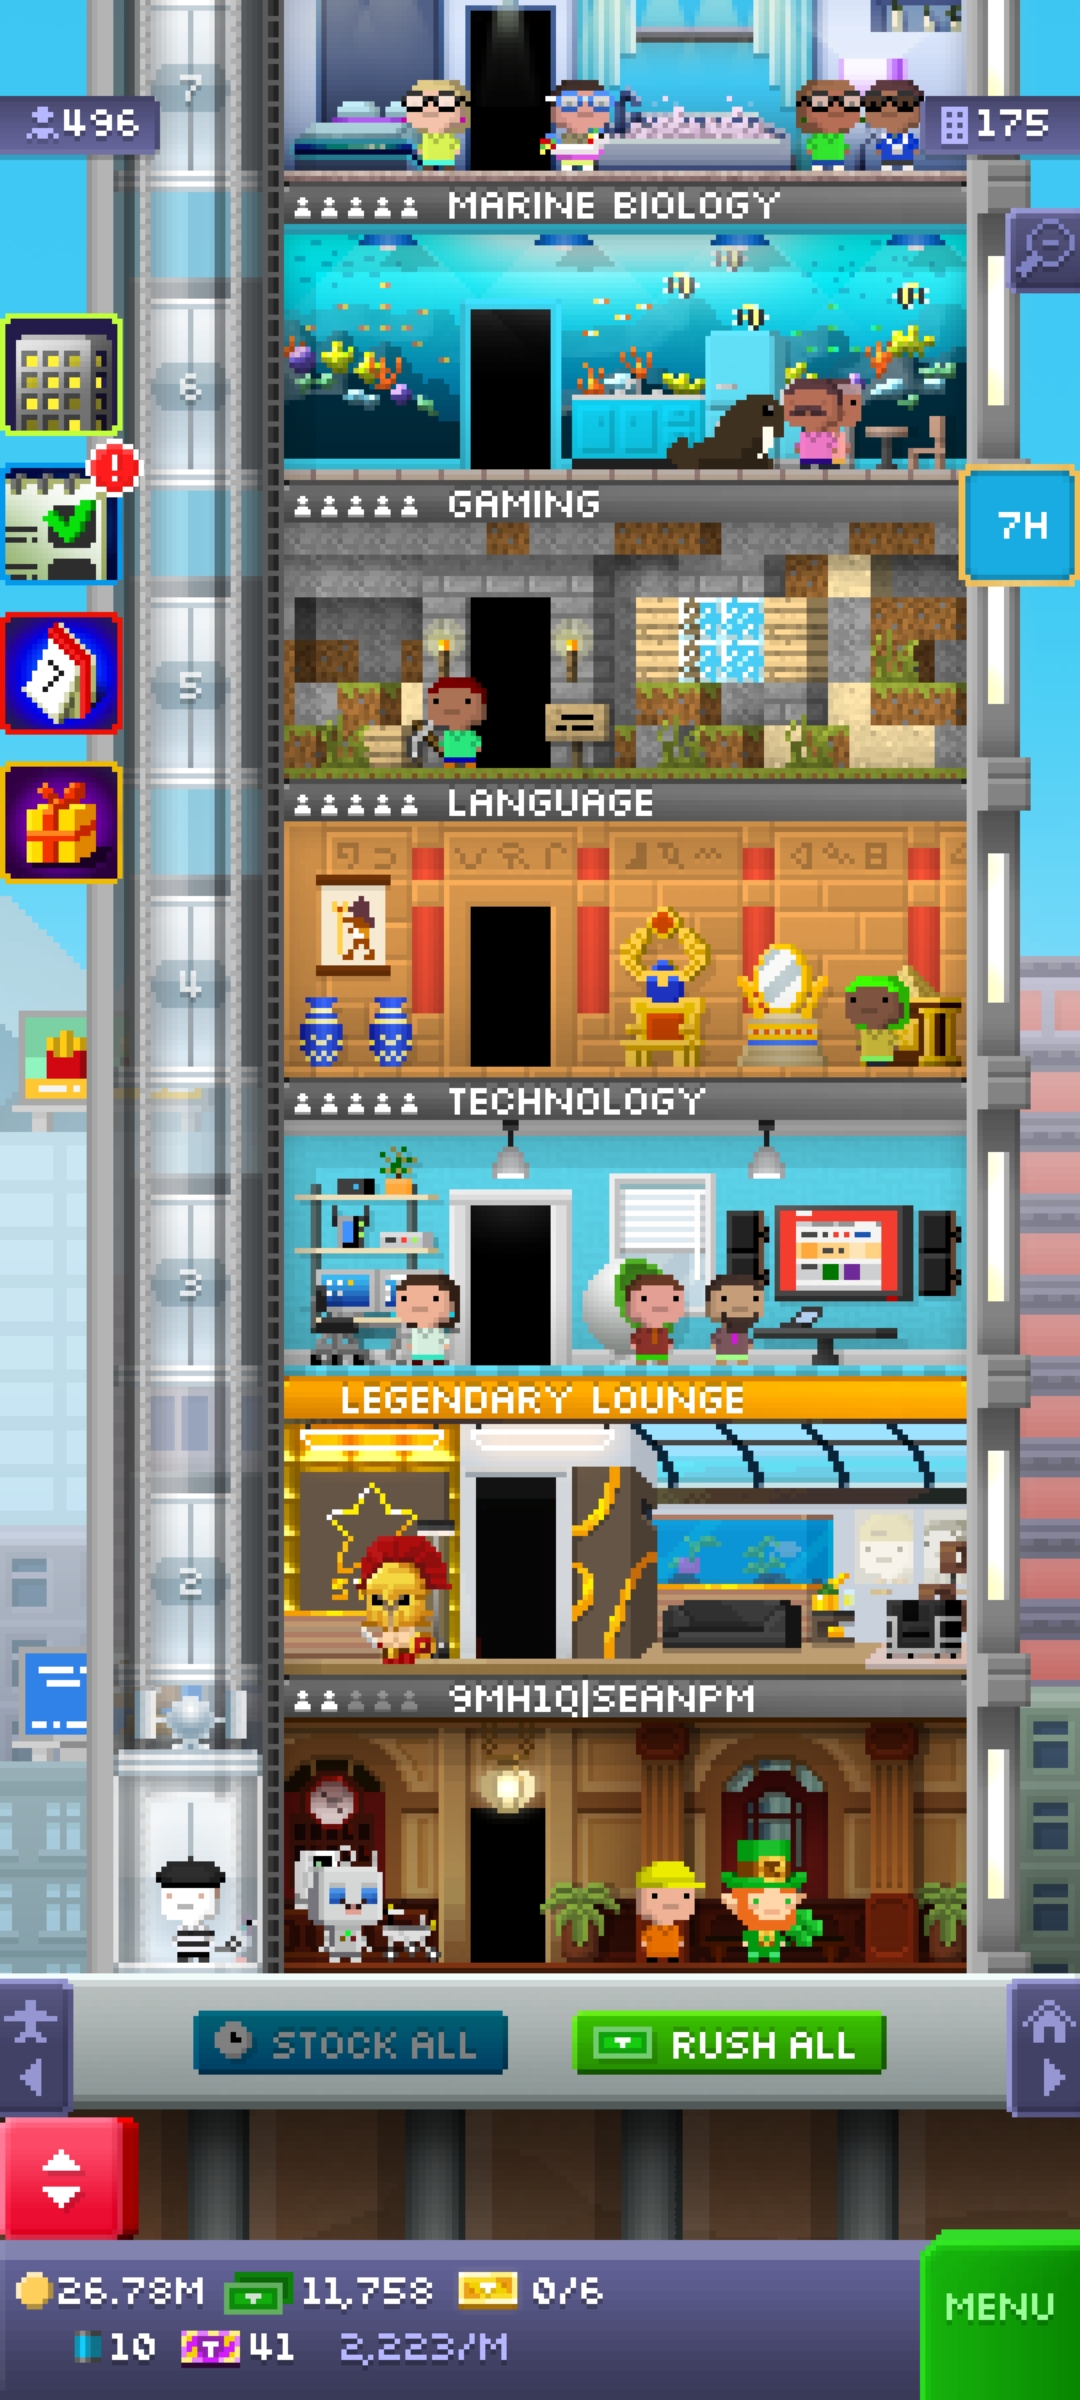 7
496
175
MARINE BIOLOGY
6
GAMING
7H
5
LANGUAGE
4
TECHNOLOGY
3
LEGENDARY LOUNGE
2
9MH1Q|SEANPM
STOCK ALL
RUSH ALL
26.78M 11,758 0/6
MENU
10 41 2,223/M